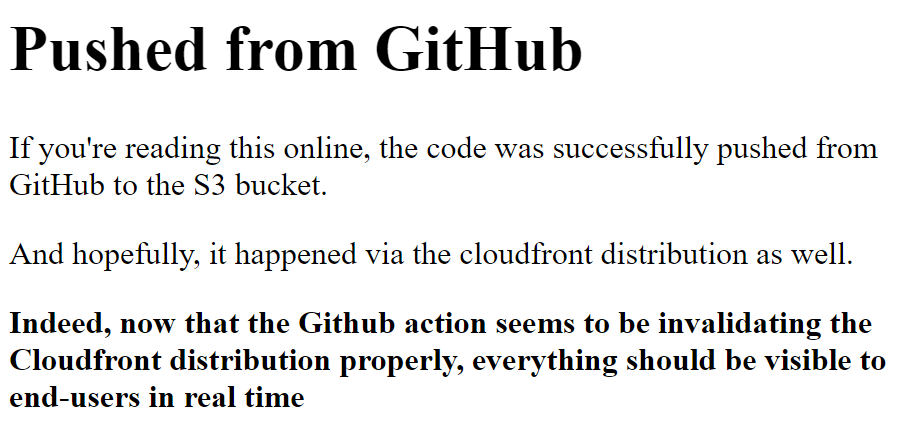 Pushed from GitHub
If you're reading this online, the code was successfully pushed from
GitHub to the S3 bucket.
And hopefully, it happened via the cloudfront distribution as well.
Indeed, now that the Github action seems to be invalidating the
Cloudfront distribution properly, everything should be visible to
end-users in real time